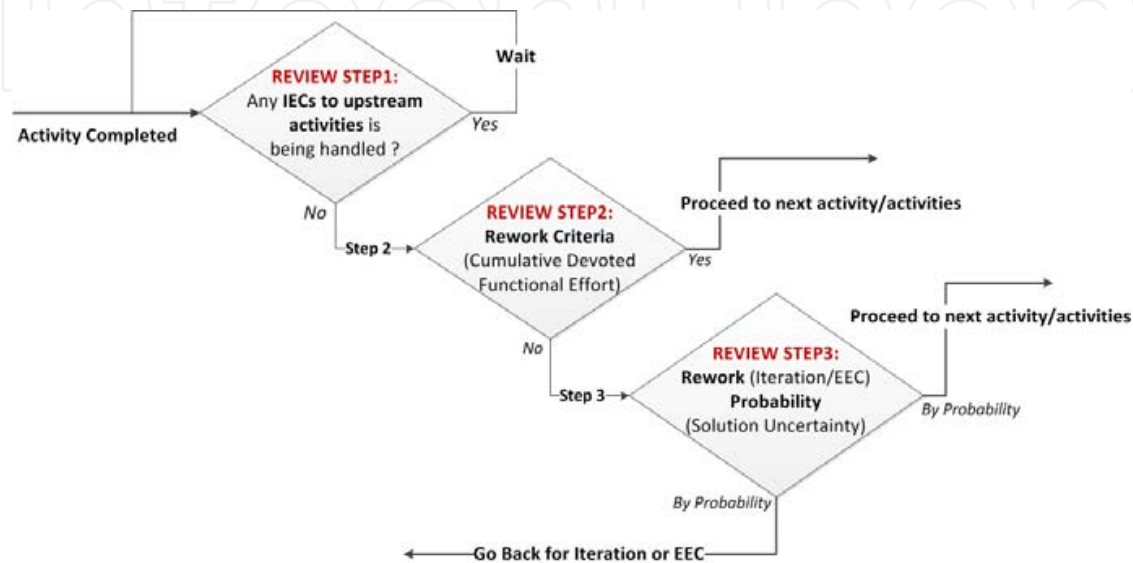 Wait
REVIEW STEP1:
Any IECs to upstream
activities is
being handled ?
Activity Completed
Yes
No
Step 2
REVIEW STEP2:
Rework Criteria
(Cumulative Devoted
Functional Effort)
Proceed to next activity/activities
Yes
No
Step 3
REVIEW STEP3:
Rework (Iteration/EEC)
Probability
(Solution Uncertainty)
Proceed to next activity/activities
By Probability
By Probability
Go Back for Iteration or EEC